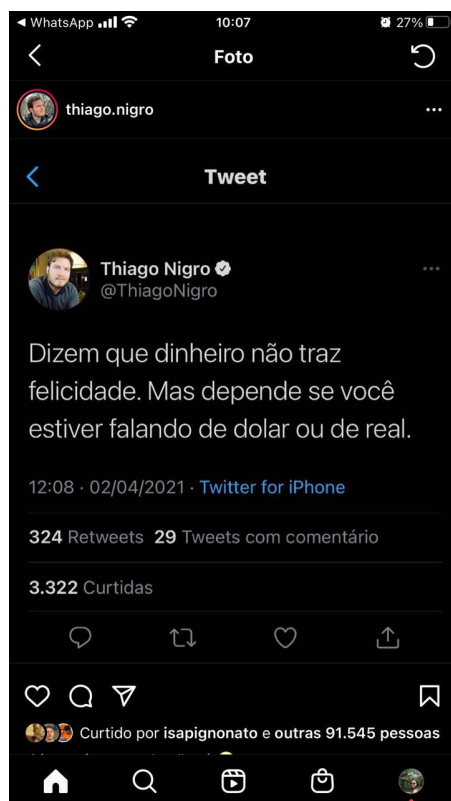 WhatsApp
10:07
27%
Foto
thiago.nigro
Tweet
Thiago Nigro
@ThiagoNigro
Dizem que dinheiro não traz
felicidade. Mas depende se você
estiver falando de dolar ou de real.
12:08 · 02/04/2021 · Twitter for iPhone
324 Retweets 29 Tweets com comentário
3.322 Curtidas
Curtido por isapignonato e outras 91.545 pessoas